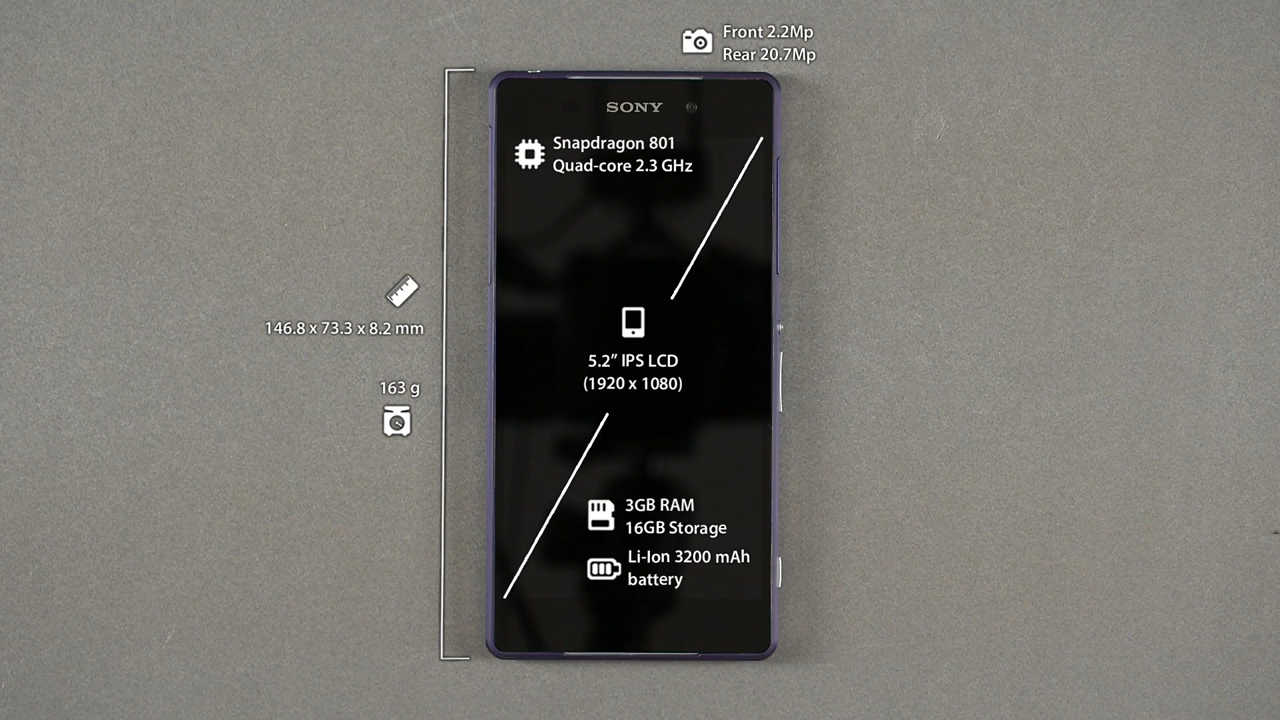 Front 2.2Mp
Rear 20.7Mp
SONY
Snapdragon 801
Quad-core 2.3 GHz
146.8 x 73.3 x 8.2 mm
5.2” IPS LCD
(1920 x 1080)
163 g
3GB RAM
16GB Storage
Li-Ion 3200 mAh
battery